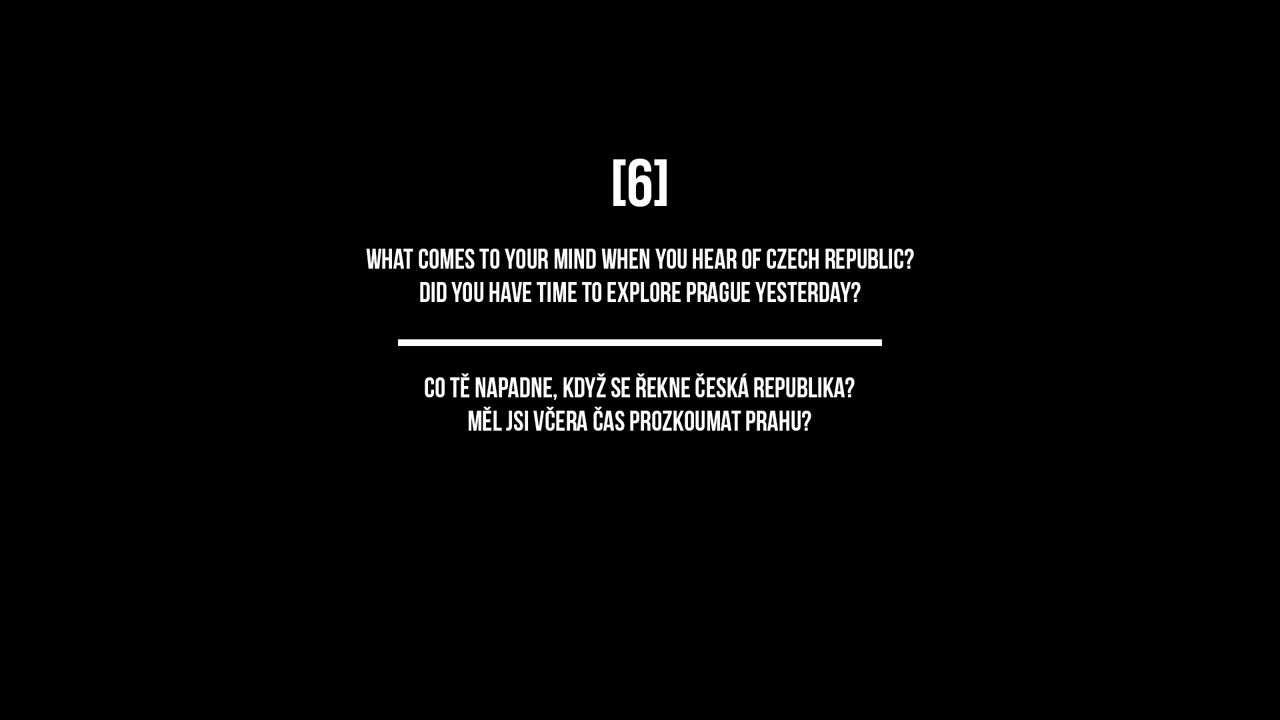 [6]
WHAT COMES TO YOUR MIND WHEN YOU HEAR OF CZECH REPUBLIC?
DID YOU HAVE TIME TO EXPLORE PRAGUE YESTERDAY?
CO TĚ NAPADNE, KDYŽ SE ŘEKNE ČESKÁ REPUBLIKA?
MĚL JSI VČERA ČAS PROZKOUMAT PRAHU?